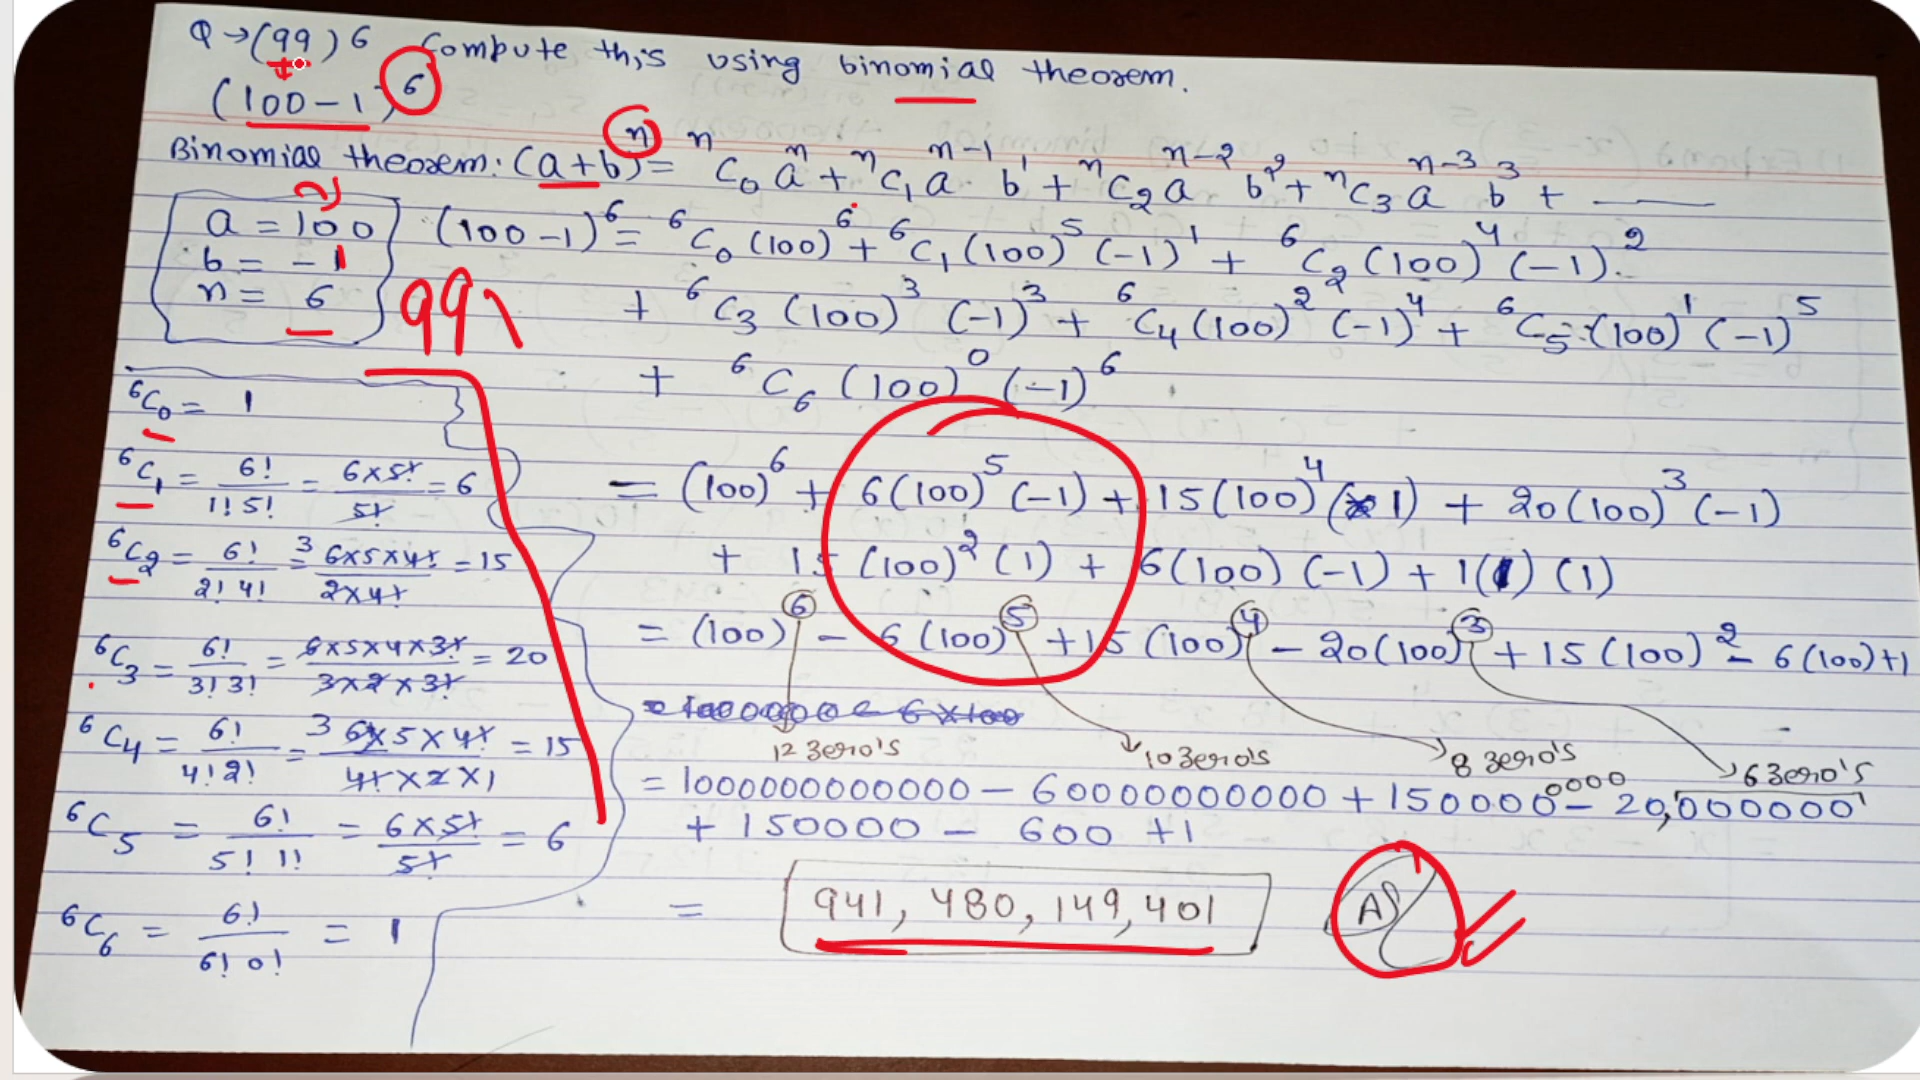 Q → (99)⁶ Compute this using binomial theorem.
(100-1)⁶
Binomial theorem: (a+b)ⁿ = ⁿC₀ aⁿ + ⁿC₁ aⁿ⁻¹ b¹ + ⁿC₂ aⁿ⁻² b² + ⁿC₃ aⁿ⁻³ b³ + ____
a = 100
b = -1
n = 6
99
(100-1)⁶ = ⁶C₀ (100)⁶ + ⁶C₁ (100)⁵ (-1)¹ + ⁶C₂ (100)⁴ (-1)²
+ ⁶C₃ (100)³ (-1)³ + ⁶C₄ (100)² (-1)⁴ + ⁶C₅ (100)¹ (-1)⁵
+ ⁶C₆ (100)⁰ (-1)⁶
⁶C₀ = 1
⁶C₁ = 6!/1!5! = 6×5!/5! = 6
⁶C₂ = 6!/2!4! = 3 6×5×4!/2×4! = 15
⁶C₃ = 6!/3!3! = 6×5×4×3!/3×2×3! = 20
⁶C₄ = 6!/4!2! = 3 6×5×4!/4!×2×1 = 15
⁶C₅ = 6!/5!1! = 6×5!/5! = 6
⁶C₆ = 6!/6!0! = 1
= (100)⁶ + 6(100)⁵ (-1) + 15(100)⁴ (1) + 20(100)³ (-1)
+ 15 (100)² (1) + 6(100) (-1) + 1(1) (1)
= (100)⁶ - 6(100)⁵ + 15(100)⁴ - 20(100)³ + 15(100)² - 6(100)+1
12 zero's 10 zero's 8 zero's 6 zero's
= 1000000000000 - 60000000000 + 1500000000 - 20,000000
+ 150000 - 600 + 1
= 941, 480, 149, 401